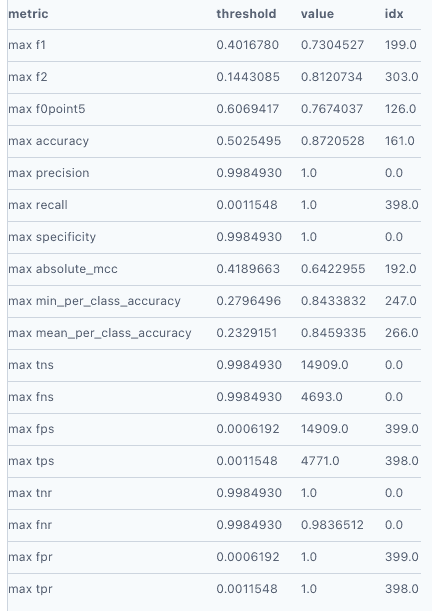 metric threshold value idx
max f1 0.4016780 0.7304527 199.0
max f2 0.1443085 0.8120734 303.0
max f0point5 0.6069417 0.7674037 126.0
max accuracy 0.5025495 0.8720528 161.0
max precision 0.9984930 1.0 0.0
max recall 0.0011548 1.0 398.0
max specificity 0.9984930 1.0 0.0
max absolute_mcc 0.4189663 0.6422955 192.0
max min_per_class_accuracy 0.2796496 0.8433832 247.0
max mean_per_class_accuracy 0.2329151 0.8459335 266.0
max tns 0.9984930 14909.0 0.0
max fns 0.9984930 4693.0 0.0
max fps 0.0006192 14909.0 399.0
max tps 0.0011548 4771.0 398.0
max tnr 0.9984930 1.0 0.0
max fnr 0.9984930 0.9836512 0.0
max fpr 0.0006192 1.0 399.0
max tpr 0.0011548 1.0 398.0